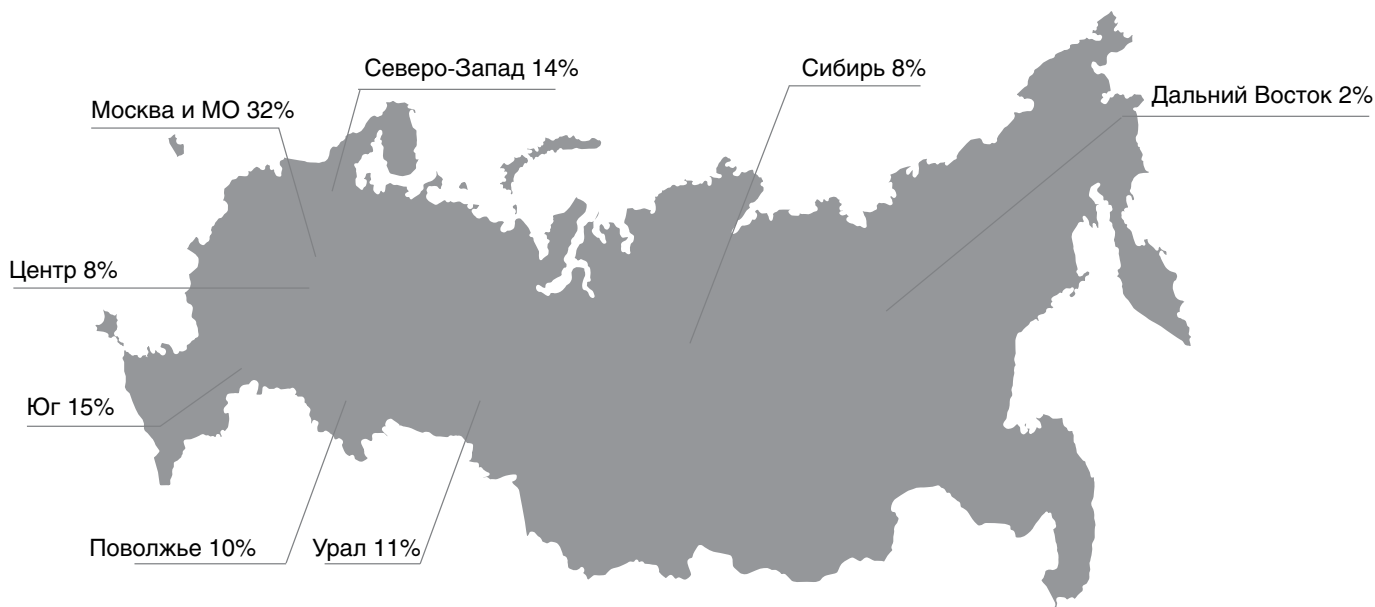 Северо-Запад 14%
Сибирь 8%
Дальний Восток 2%
Москва и МО 32%
Центр 8%
Юг 15%
Поволжье 10%
Урал 11%